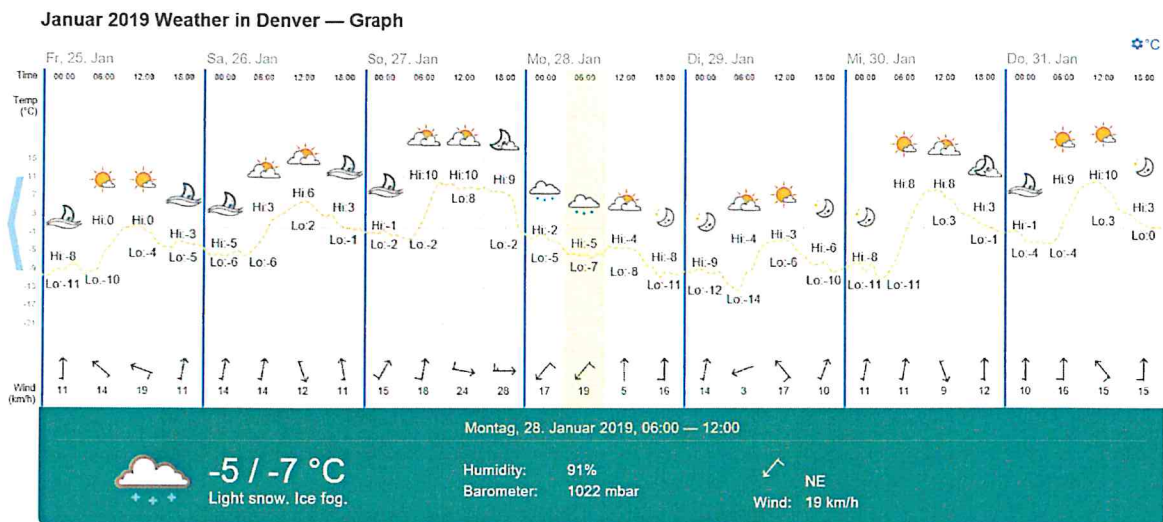 Januar 2019 Weather in Denver — Graph
°C
Fr, 25. Jan Sa, 26. Jan So, 27. Jan Mo, 28. Jan Di, 29. Jan Mi, 30. Jan Do, 31. Jan
Time 00:00 06:00 12:00 18:00 00:00 06:00 12:00 18:00 00:00 06:00 12:00 18:00 00:00 06:00 12:00 18:00 00:00 06:00 12:00 18:00 00:00 06:00 12:00 18:00 00:00 06:00 12:00 15:00
Temp
(°C)
15
11
7
3
-1
-5
-9
-13
-17
-21
Hi:-8 Hi:0 Hi:0 Hi:-3 Hi:-5 Hi:3 Hi:6 Hi:3 Hi:-1 Hi:10 Hi:10 Hi:9 Hi:-2 Hi:-5 Hi:-4 Hi:-8 Hi:-9 Hi:-4 Hi:-3 Hi:-6 Hi:-8 Hi:8 Hi:8 Hi:3 Hi:-1 Hi:9 Hi:10 Hi:3
Lo:-11 Lo:-10 Lo:-4 Lo:-5 Lo:-6 Lo:-6 Lo:2 Lo:-1 Lo:-2 Lo:-2 Lo:8 Lo:-2 Lo:-5 Lo:-7 Lo:-8 Lo:-11 Lo:-12 Lo:-14 Lo:-6 Lo:-10 Lo:-11 Lo:-11 Lo:3 Lo:-1 Lo:-4 Lo:-4 Lo:3 Lo:0
Wind
(km/h)
11 14 19 11 14 14 12 11 15 18 24 28 17 19 5 16 14 3 17 10 11 11 9 12 10 16 15 15
Montag, 28. Januar 2019, 06:00 — 12:00
-5 / -7 °C
Light snow. Ice fog.
Humidity: 91%
Barometer: 1022 mbar
NE
Wind: 19 km/h